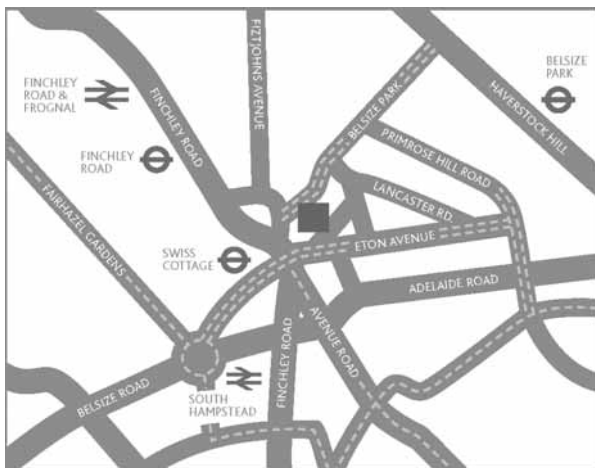 FIZTJOHNS AVENUE
BELSIZE
PARK
FINCHLEY
ROAD &
FROGNAL
HAVERSTOCK HILL
FINCHLEY ROAD
BELSIZE PARK
FINCHLEY
ROAD
PRIMROSE HILL ROAD
LANCASTER RD.
FAIRHAZEL GARDENS
ETON AVENUE
SWISS
COTTAGE
ADELAIDE ROAD
AVENUE ROAD
FINCHLEY ROAD
BELSIZE ROAD
SOUTH
HAMPSTEAD